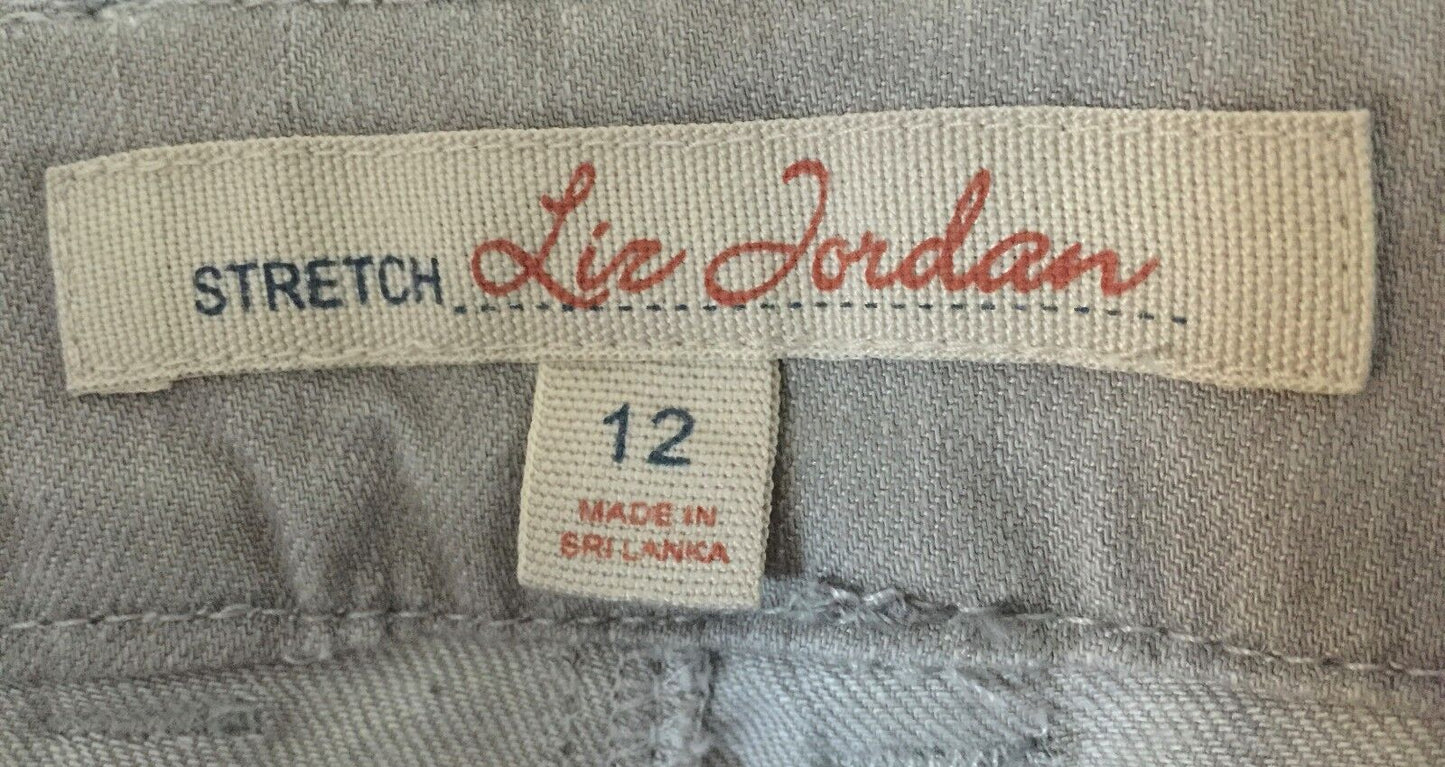 STRETCH Liz Jordan
12
MADE IN
SRI LANKA